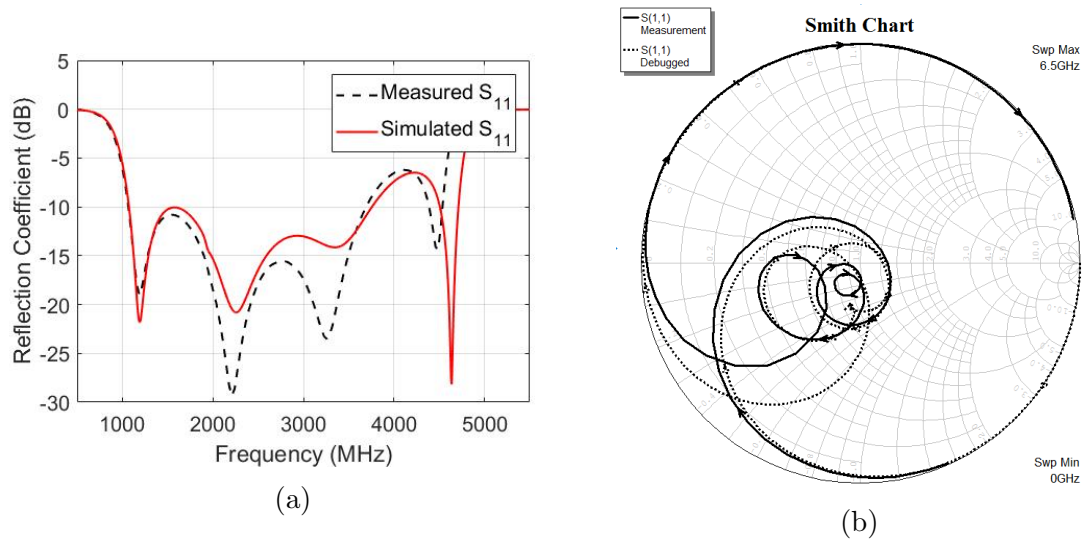 5
0
-5
-10
-15
-20
-25
-30
Reflection Coefficient (dB)
Measured S11
Simulated S11
1000 2000 3000 4000 5000
Frequency (MHz)
(a)
S(1,1)
Measurement
S(1,1)
Debugged
Smith Chart
Swp Max
6.5GHz
Swp Min
0GHz
(b)